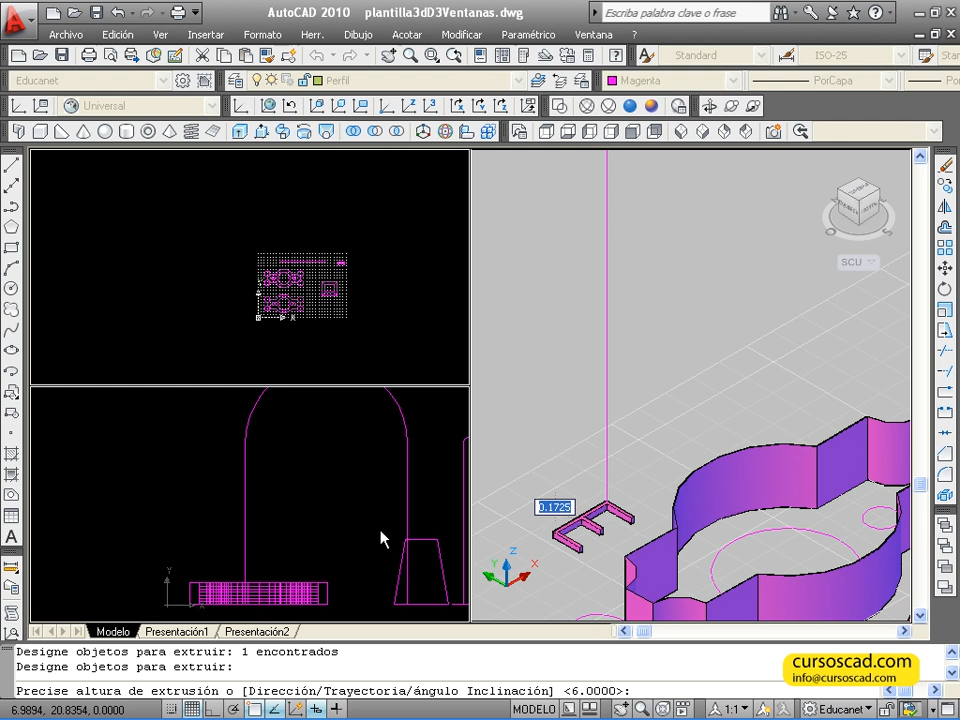 AutoCAD 2010 plantilla3dD3Ventanas.dwg
Escriba palabra clave o frase
Archivo Edición Ver Insertar Formato Herr. Dibujo Acotar Modificar Paramétrico Ventana ?
Standard ISO-25
Educanet Perfil Magenta PorCapa
Universal
SCU
0.1725
Z
Y X
Y
Modelo Presentación1 Presentación2
Designe objetos para extruir: 1 encontrados
Designe objetos para extruir:
Precise altura de extrusión o [Dirección/Trayectoria/ángulo Inclinación] <6.0000>:
cursoscad.com
info@cursoscad.com
6.9894, 20.8354, 0.0000 MODELO 1:1 Educanet